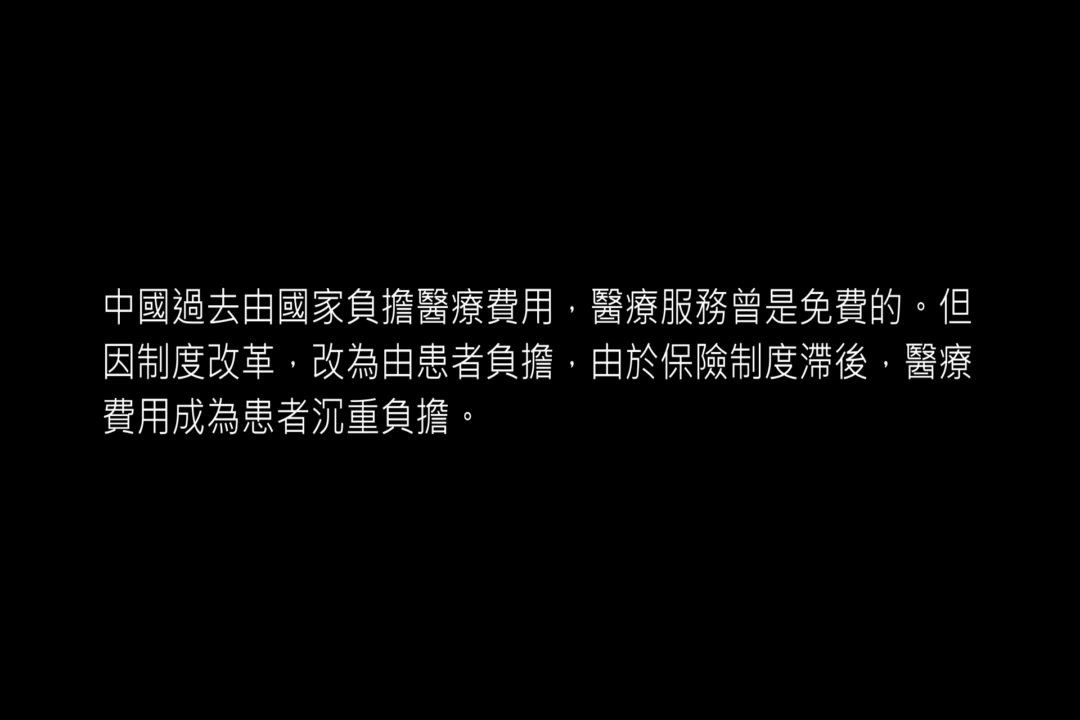 中國過去由國家負擔醫療費用，醫療服務曾是免費的。但
因制度改革，改為由患者負擔，由於保險制度滯後，醫療
費用成為患者沉重負擔。